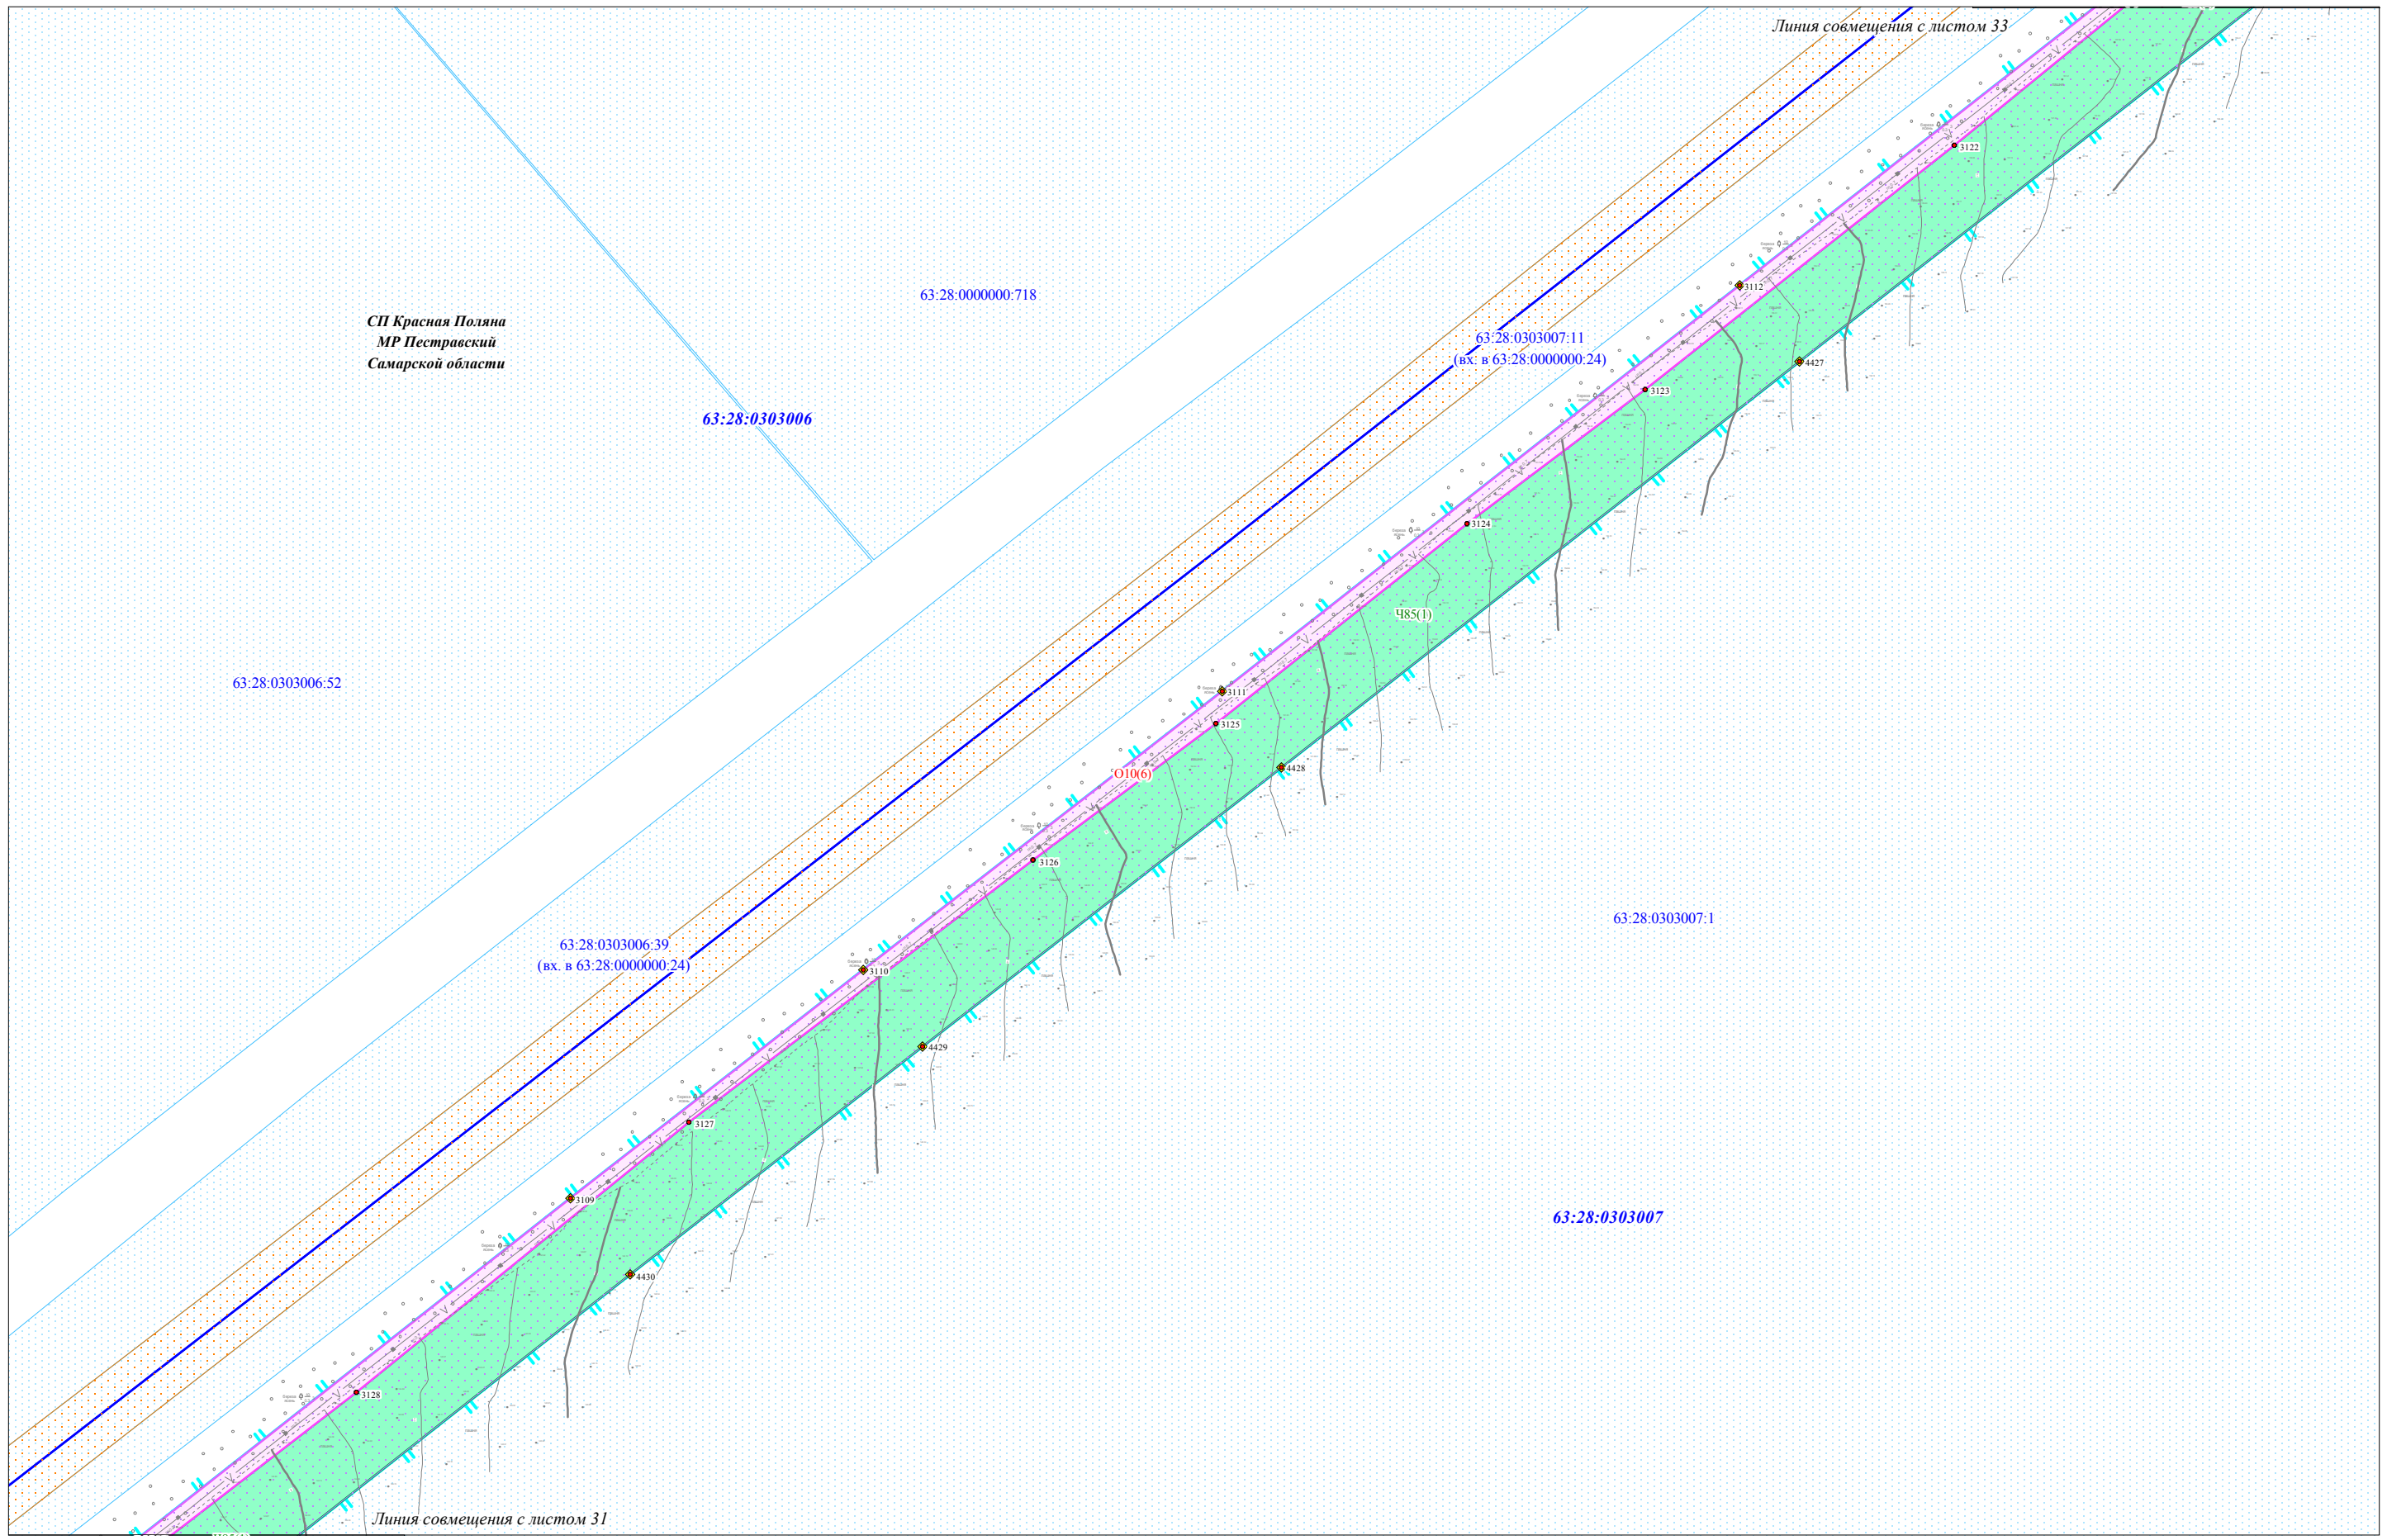 Линия совмещения с листом 33
3122
3112
63:28:0000000:718
СП Красная Поляна
МР Пестравский
Самарской области
63:28:0303007:11
(вх. в 63:28:0000000:24)
4427
3123
63:28:0303006
3124
Ч85(1)
63:28:0303006:52
3111
3125
4428
О10(6)
3126
63:28:0303007:1
63:28:0303006:39
(вх. в 63:28:0000000:24)
3110
4429
3127
3109
63:28:0303007
4430
3128
Линия совмещения с листом 31